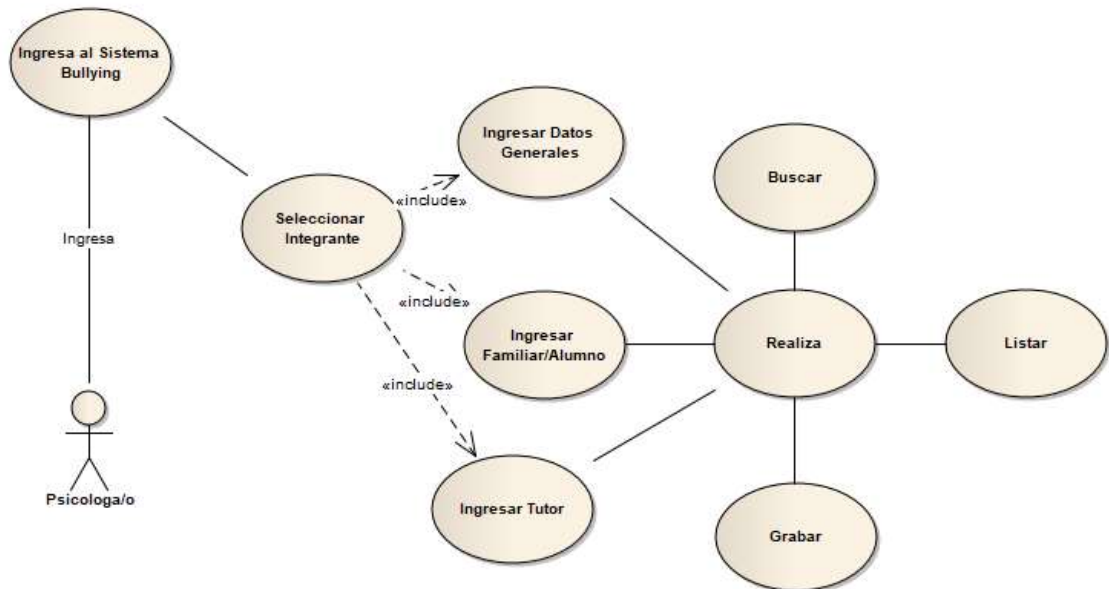 Ingresa al Sistema
Bullying
Ingresar Datos
Generales
Buscar
«include»
Seleccionar
Integrante
Ingresa
«include»
Ingresar
Familiar/Alumno
Realiza
Listar
«include»
Psicologa/o
Ingresar Tutor
Grabar